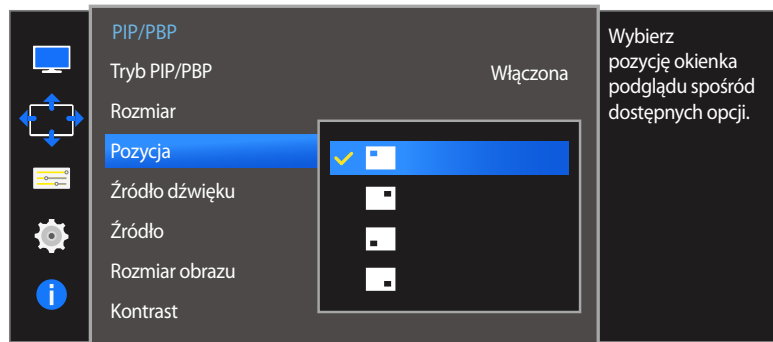 PIP/PBP
Tryb PIP/PBP Włączona
Rozmiar
Pozycja
Źródło dźwięku
Źródło
Rozmiar obrazu
Kontrast
Wybierz
pozycję okienka
podglądu spośród
dostępnych opcji.